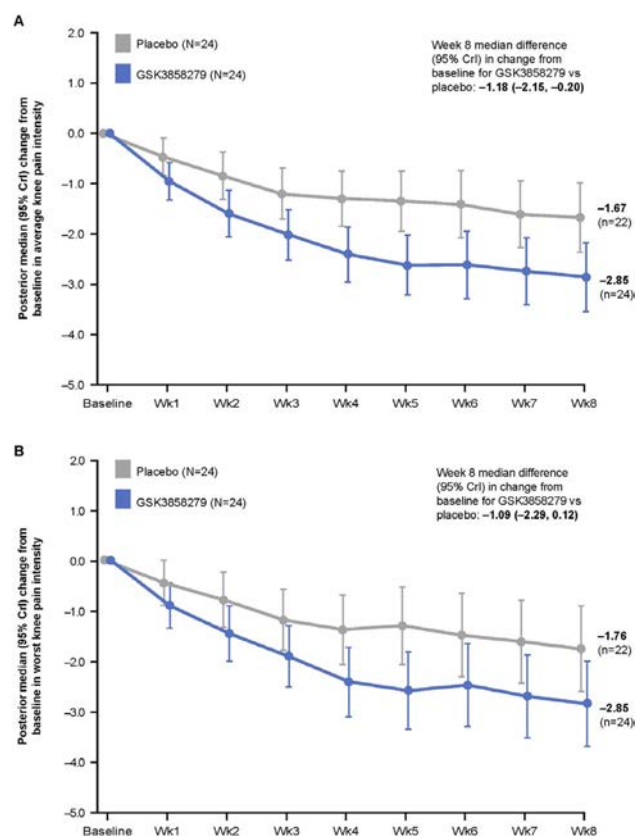 A
Posterior median (95% CrI) change from
baseline in average knee pain intensity
2.0
1.0
0.0
–1.0
–2.0
–3.0
–4.0
–5.0
Placebo (N=24)
GSK3858279 (N=24)
Week 8 median difference
(95% CrI) in change from
baseline for GSK3858279 vs
placebo: –1.18 (–2.15, –0.20)
–1.67
(n=22)
–2.85
(n=24)
Baseline Wk1 Wk2 Wk3 Wk4 Wk5 Wk6 Wk7 Wk8
B
Posterior median (95% CrI) change from
baseline in worst knee pain intensity
2.0
1.0
0.0
–1.0
–2.0
–3.0
–4.0
–5.0
Placebo (N=24)
GSK3858279 (N=24)
Week 8 median difference
(95% CrI) in change from
baseline for GSK3858279 vs
placebo: –1.09 (–2.29, 0.12)
–1.76
(n=22)
–2.85
(n=24)
Baseline Wk1 Wk2 Wk3 Wk4 Wk5 Wk6 Wk7 Wk8